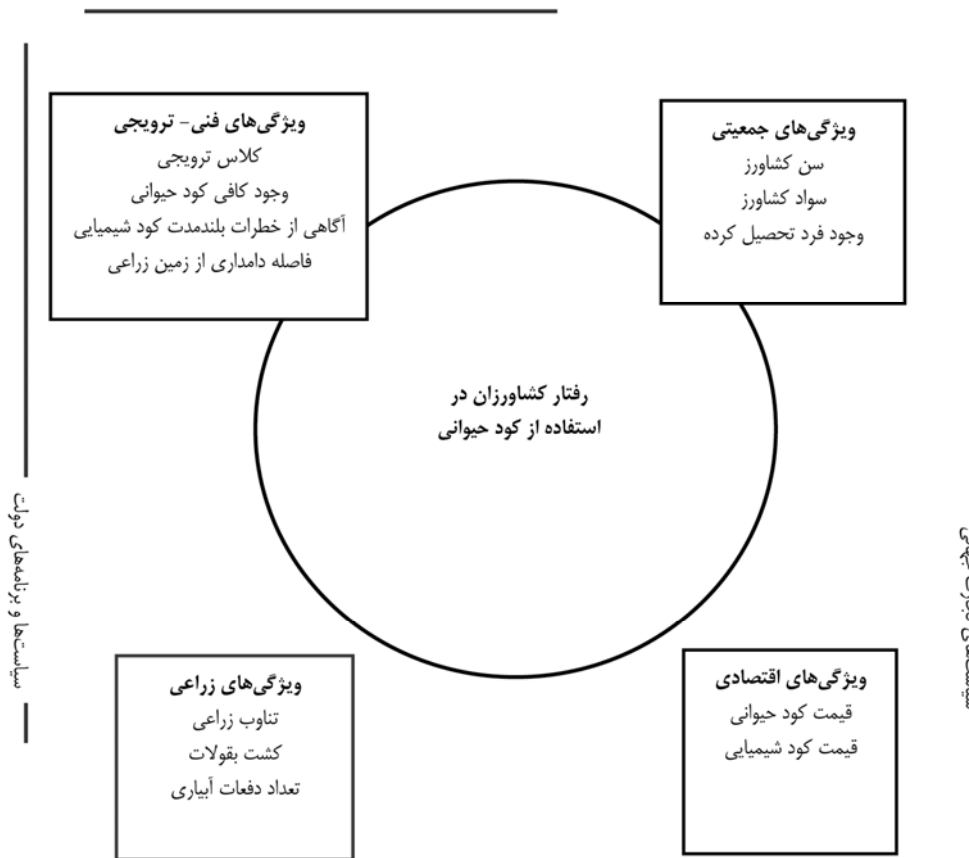 ویژگی‌های جمعیتی
سن کشاورز
سواد کشاورز
وجود فرد تحصیل کرده
ویژگی‌های فنی- ترویجی
کلاس ترویجی
وجود کافی کود حیوانی
آگاهی از خطرات بلندمدت کود شیمیایی
فاصله دامداری از زمین زراعی
رفتار کشاورزان در
استفاده از کود حیوانی
ویژگی‌های اقتصادی
قیمت کود حیوانی
قیمت کود شیمیایی
ویژگی‌های زراعی
تناوب زراعی
کشت بقولات
تعداد دفعات آبیاری
سیاست‌ها و برنامه‌های دولت